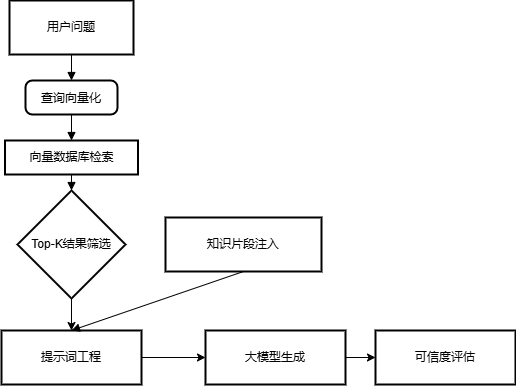 用户问题
查询向量化
向量数据库检索
Top-K结果筛选
知识片段注入
提示词工程
大模型生成
可信度评估